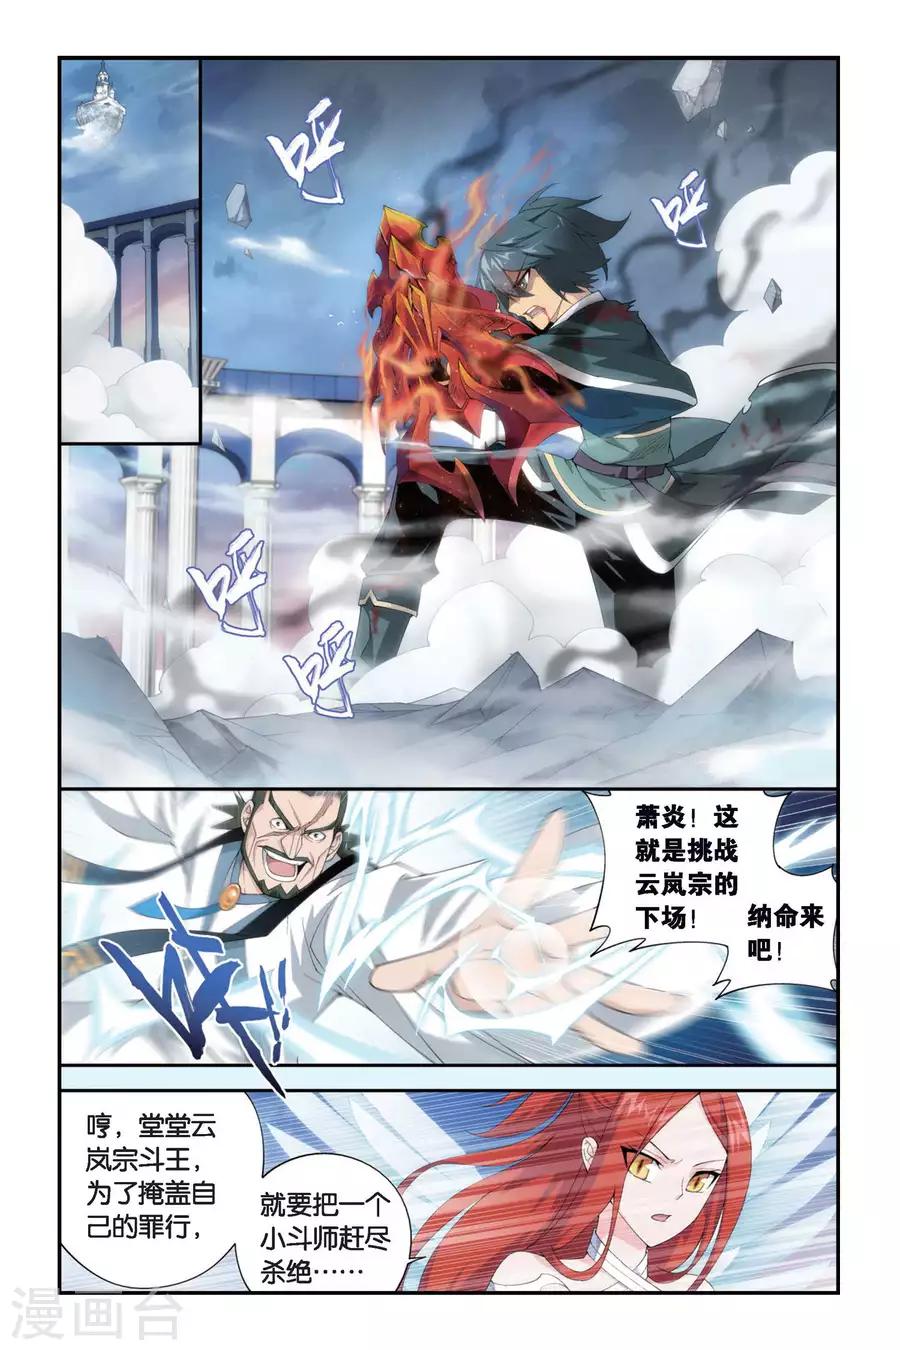 呼
呼
呼
呼
萧炎！这
就是挑战
云岚宗的
下场！
纳命来
吧！
哼，堂堂云
岚宗斗王，
为了掩盖自
己的罪行，
就要把一个
小斗师赶尽
杀绝……
漫画台